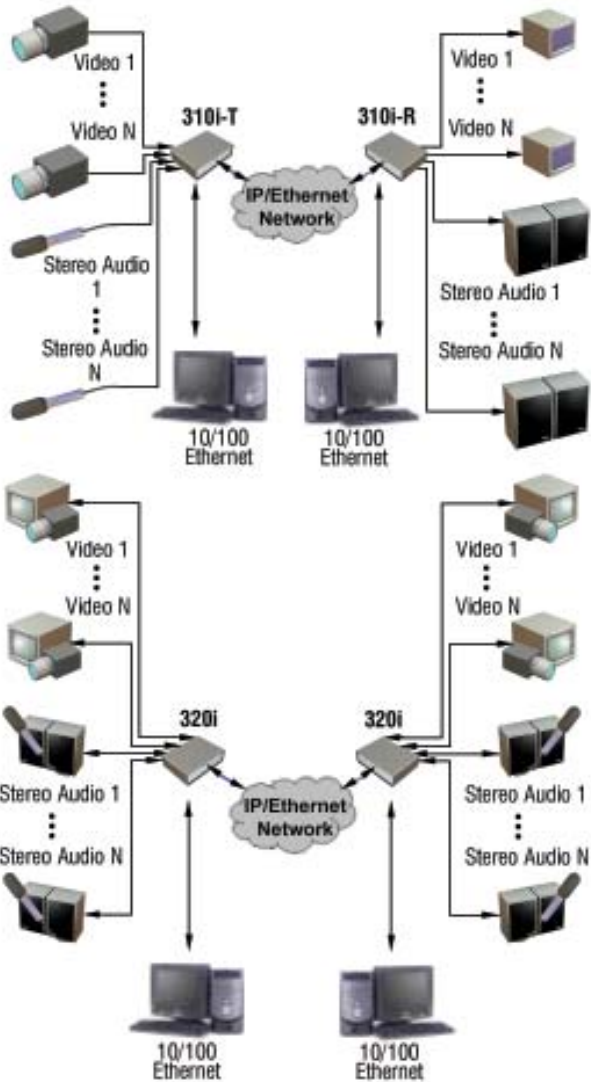 Video 1
Video N
310i-T
310i-R
Video 1
Video N
IP/Ethernet
Network
Stereo Audio
1
Stereo Audio
N
Stereo Audio 1
Stereo Audio N
10/100
Ethernet
10/100
Ethernet
Video 1
Video N
Video 1
Video N
320i
320i
Stereo Audio 1
Stereo Audio N
IP/Ethernet
Network
Stereo Audio 1
Stereo Audio N
10/100
Ethernet
10/100
Ethernet